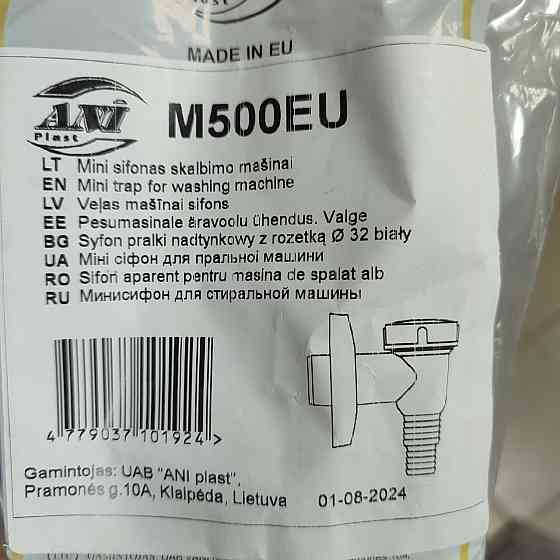 Plast
MADE IN EU
ANI
Plast
M500EU
LT Mini sifonas skalbimo mašinai
EN Mini trap for washing machine
LV Veļas mašīnai sifons
EE Pesumasinale äravoolu ühendus. Valge
BG Syfon pralki nadtynkowy z rozetką Ø 32 biały
UA Міні сіфон для пральної машини
RO Sifon aparent pentru masina de spalat alb
RU Минисифон для стиральной машины
4 779037 101924 >
Gamintojas: UAB "ANI plast",
Pramonės g.10A, Klaipėda, Lietuva
01-08-2024